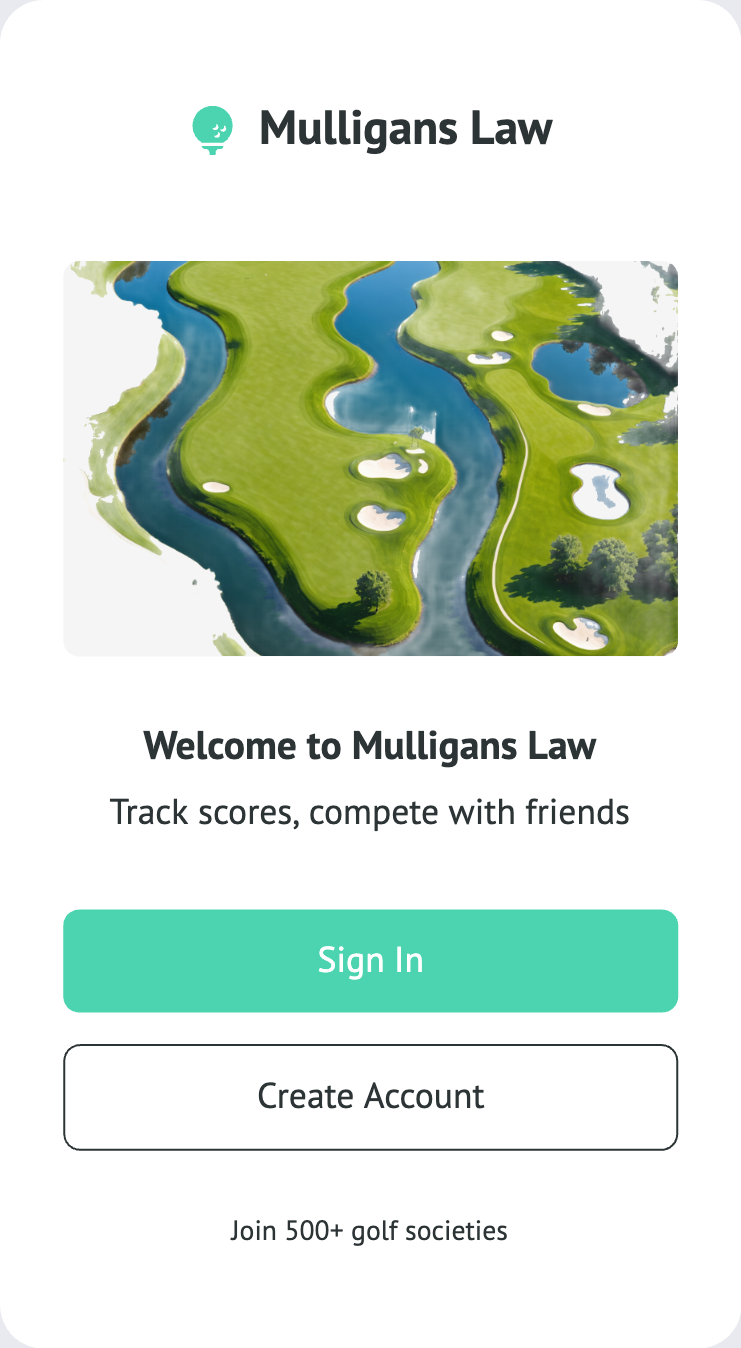 Mulligans Law
Welcome to Mulligans Law
Track scores, compete with friends
Sign In
Create Account
Join 500+ golf societies